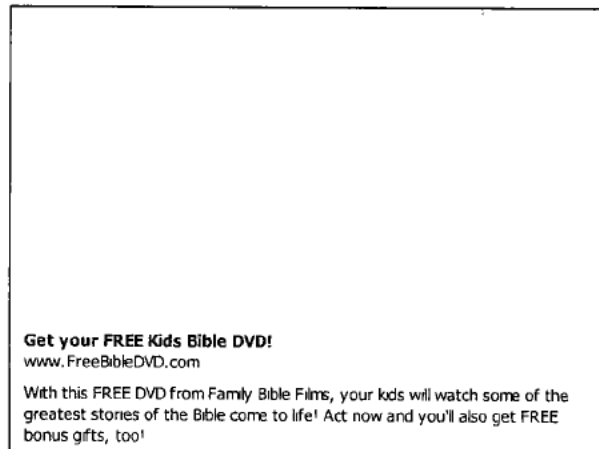 Get your FREE Kids Bible DVD!
www.FreeBibleDVD.com
With this FREE DVD from Family Bible Films, your kids will watch some of the
greatest stories of the Bible come to life! Act now and you'll also get FREE
bonus gifts, too!